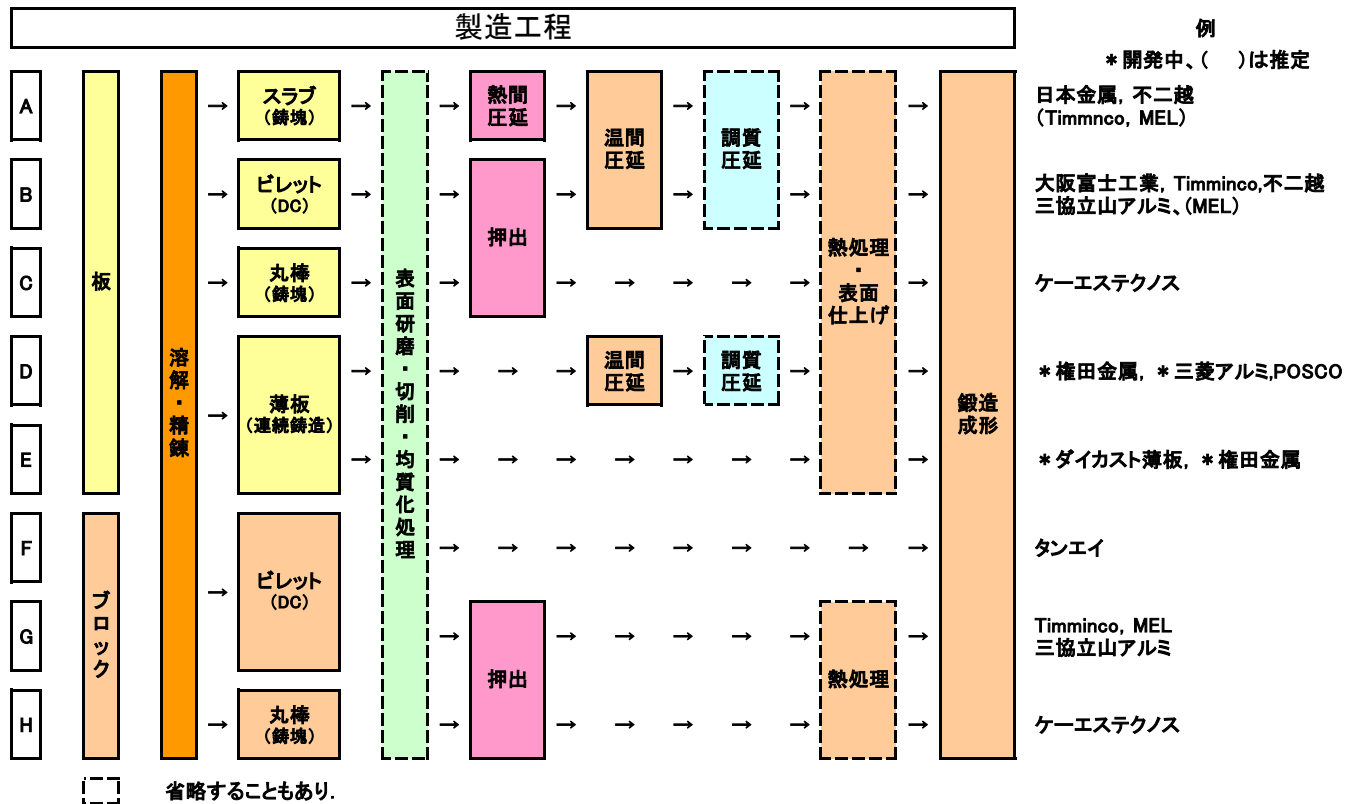 製造工程
例
＊開発中、(　)は推定
A
板
溶解・精錬
スラブ
(鋳塊)
表面研磨・切削・均質化処理
熱間
圧延
温間
圧延
調質
圧延
熱処理
・
表面
仕上げ
鍛造
成形
日本金属, 不二越
(Timmnco, MEL)
B
ビレット
(DC)
押出
大阪富士工業, Timminco,不二越
三協立山アルミ、(MEL)
C
丸棒
(鋳塊)
ケーエステクノス
D
薄板
(連続鋳造)
温間
圧延
調質
圧延
＊権田金属, ＊三菱アルミ,POSCO
E
＊ダイカスト薄板, ＊権田金属
F
ブロック
ビレット
(DC)
タンエイ
G
押出
熱処理
Timminco, MEL
三協立山アルミ
H
丸棒
(鋳塊)
ケーエステクノス
省略することもあり.